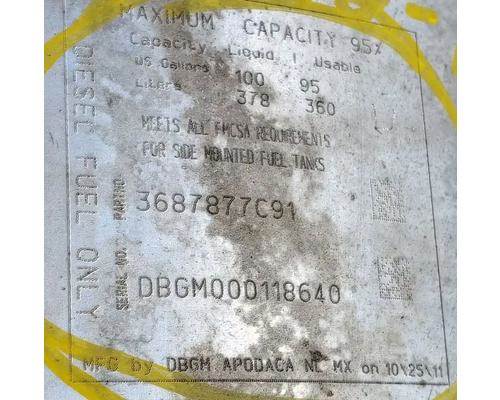 MAXIMUM CAPACITY 95%
Capacity Liquid Usable
US Gallons 100 95
Liters 378 360
MEETS ALL FMCSA REQUIREMENTS
FOR SIDE MOUNTED FUEL TANKS
DIESEL FUEL ONLY
PART NO. 3687877C91
SERIAL NO. DBGM00D118640
MFG by DBGM APODACA NL MX on 10\25\11